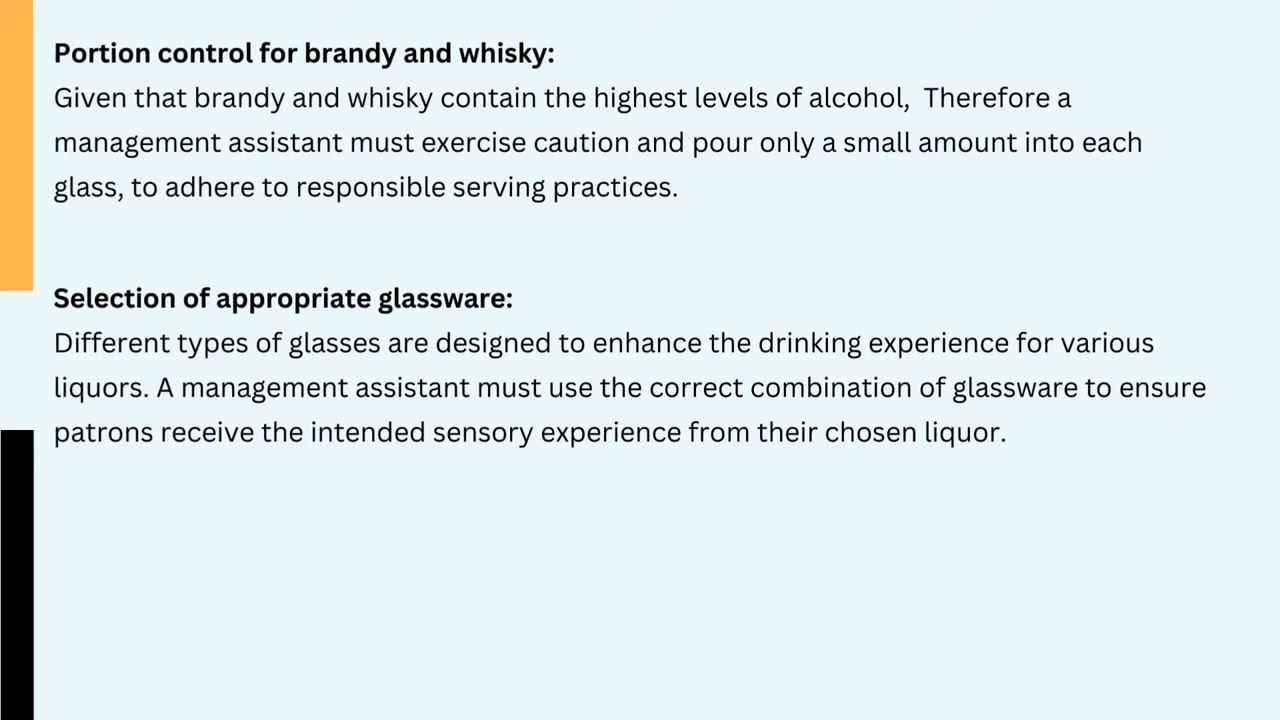 Portion control for brandy and whisky:
Given that brandy and whisky contain the highest levels of alcohol,  Therefore a
management assistant must exercise caution and pour only a small amount into each
glass, to adhere to responsible serving practices.
Selection of appropriate glassware:
Different types of glasses are designed to enhance the drinking experience for various
liquors. A management assistant must use the correct combination of glassware to ensure
patrons receive the intended sensory experience from their chosen liquor.